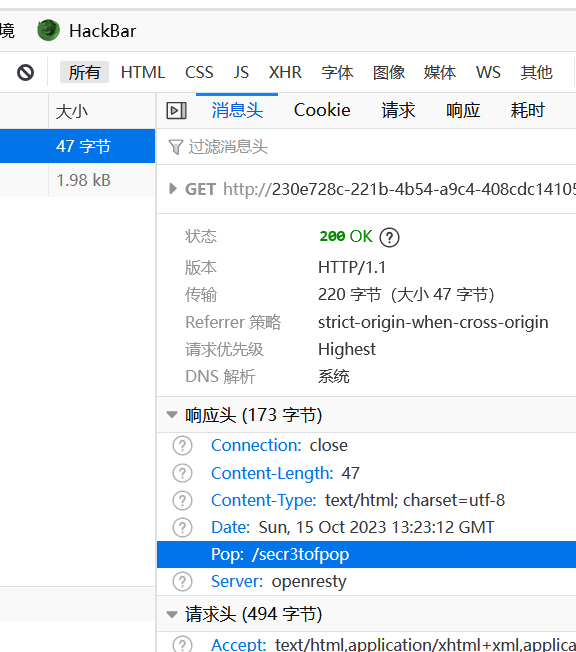 境 HackBar
所有 HTML CSS JS XHR 字体 图像 媒体 WS 其他
大小 消息头 Cookie 请求 响应 耗时
47 字节 过滤消息头
1.98 kB GET http://230e728c-221b-4b54-a9c4-408cdc14105
状态 200 OK ?
版本 HTTP/1.1
传输 220 字节（大小 47 字节）
Referrer 策略 strict-origin-when-cross-origin
请求优先级 Highest
DNS 解析 系统
响应头 (173 字节)
? Connection: close
? Content-Length: 47
? Content-Type: text/html; charset=utf-8
? Date: Sun, 15 Oct 2023 13:23:12 GMT
Pop: /secr3tofpop
? Server: openresty
请求头 (494 字节)
? Accept: text/html,application/xhtml+xml,applica